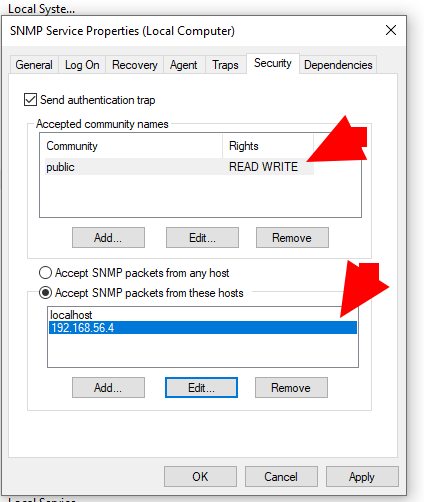 Local Syste...
SNMP Service Properties (Local Computer)
General Log On Recovery Agent Traps Security Dependencies
Send authentication trap
Accepted community names
Community Rights
public READ WRITE
Add... Edit... Remove
Accept SNMP packets from any host
Accept SNMP packets from these hosts
localhost
192.168.56.4
Add... Edit... Remove
OK Cancel Apply
Local Service